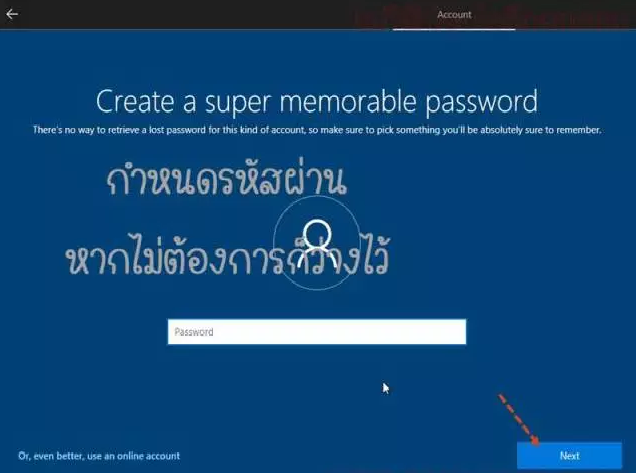 Account
Create a super memorable password
There's no way to retrieve a lost password for this kind of account, so make sure to pick something you'll be absolutely sure to remember.
กำหนดรหัสผ่าน
หากไม่ต้องการก็ว่างไว้
Password
Or, even better, use an online account
Next